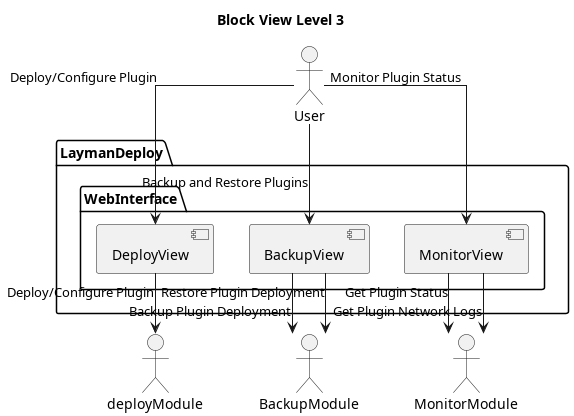 Block View Level 3
Deploy/Configure Plugin
Monitor Plugin Status
User
LaymanDeploy
Backup and Restore Plugins
WebInterface
DeployView
BackupView
MonitorView
Deploy/Configure Plugin
Restore Plugin Deployment
Get Plugin Status
Backup Plugin Deployment
Get Plugin Network Logs
deployModule
BackupModule
MonitorModule